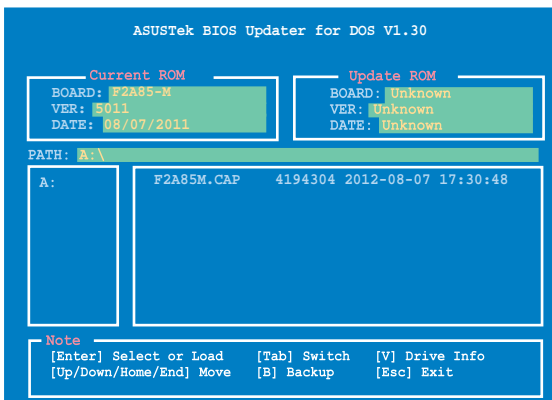 ASUSTek BIOS Updater for DOS V1.30
Current ROM
BOARD: F2A85-M
VER: 5011
DATE: 08/07/2011
Update ROM
BOARD: Unknown
VER: Unknown
DATE: Unknown
PATH: A:\
A:
F2A85M.CAP 4194304 2012-08-07 17:30:48
Note
[Enter] Select or Load [Tab] Switch [V] Drive Info
[Up/Down/Home/End] Move [B] Backup [Esc] Exit